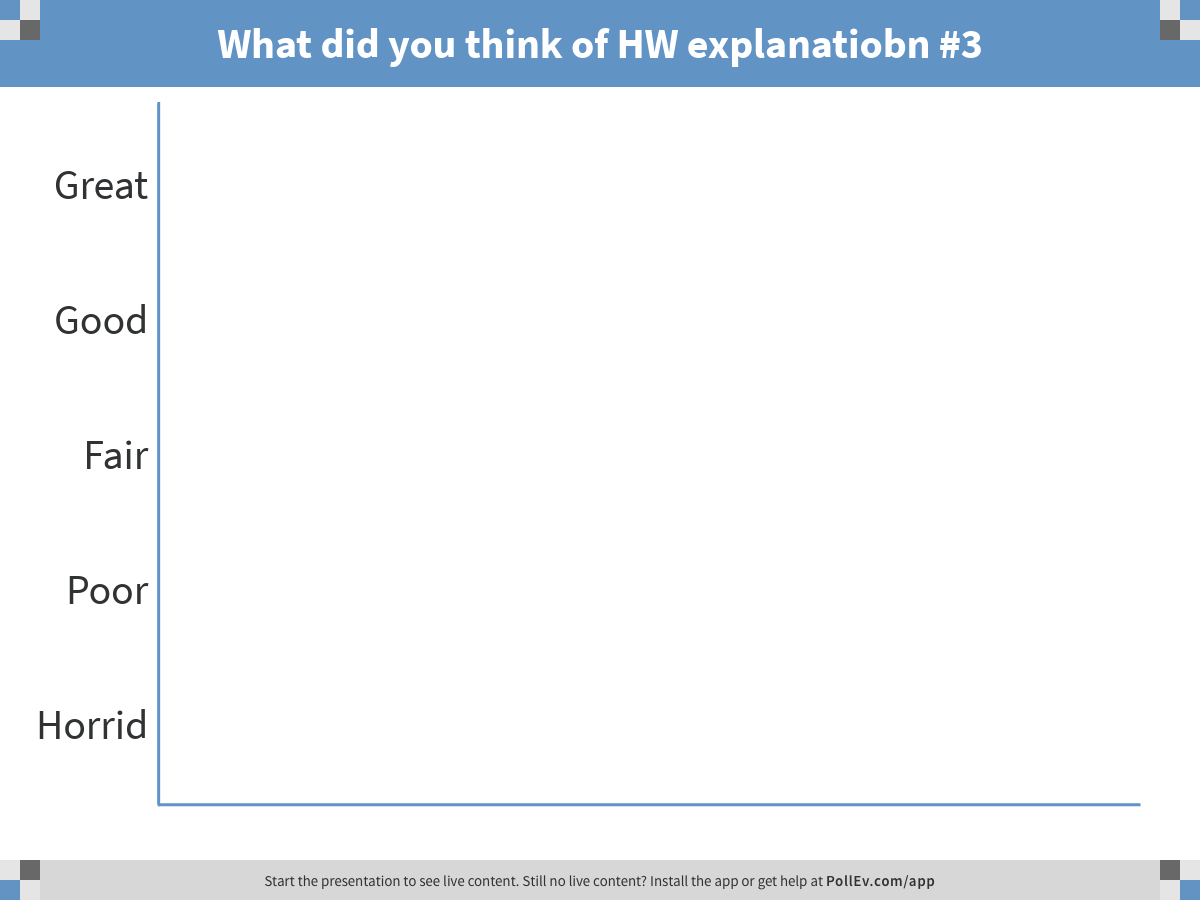 What did you think of HW explanatiobn #3
Great
Good
Fair
Poor
Horrid
Start the presentation to see live content. Still no live content? Install the app or get help at PollEv.com/app